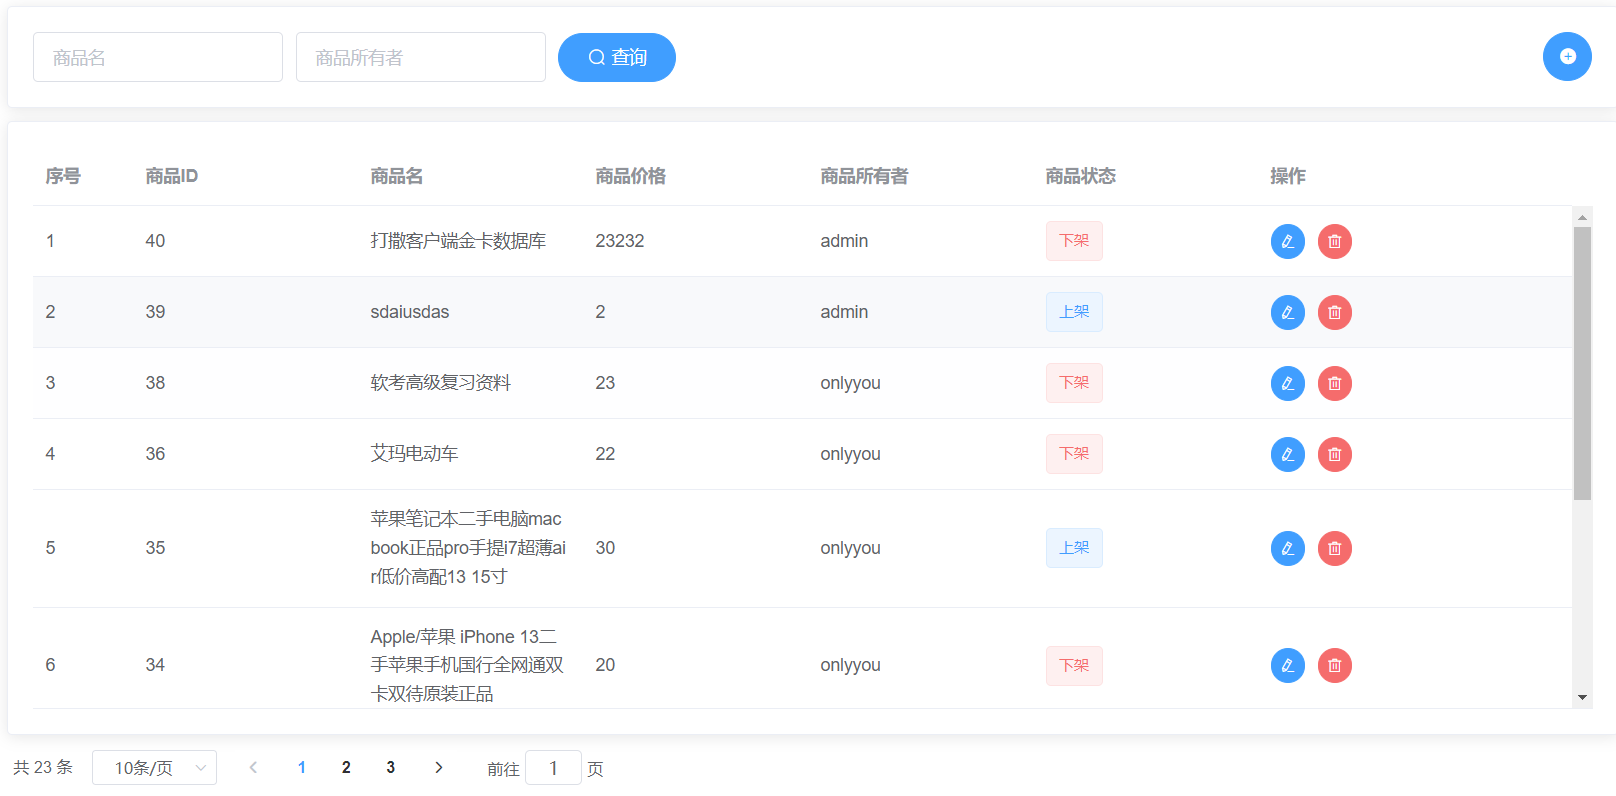 商品名 商品所有者 查询
序号 商品ID 商品名 商品价格 商品所有者 商品状态 操作
1 40 打撒客户端金卡数据库 23232 admin 下架
2 39 sdaiusdas 2 admin 上架
3 38 软考高级复习资料 23 onlyyou 下架
4 36 艾玛电动车 22 onlyyou 下架
苹果笔记本二手电脑mac
5 35 book正品pro手提i7超薄ai 30 onlyyou 上架
r低价高配13 15寸
Apple/苹果 iPhone 13二
6 34 手苹果手机国行全网通双 20 onlyyou 下架
卡双待原装正品
共 23 条 10条/页 1 2 3 前往 1 页